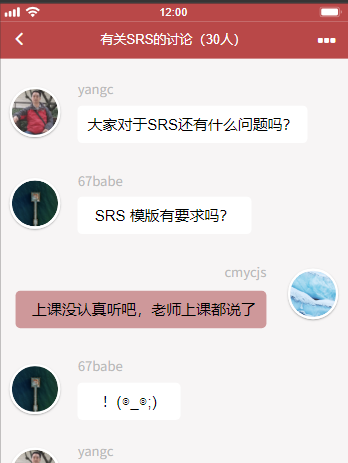 12:00
有关SRS的讨论（30人）
yangc
大家对于SRS还有什么问题吗？
67babe
SRS 模版有要求吗？
cmycjs
上课没认真听吧，老师上课都说了
67babe
！(๑_๑;)
yangc